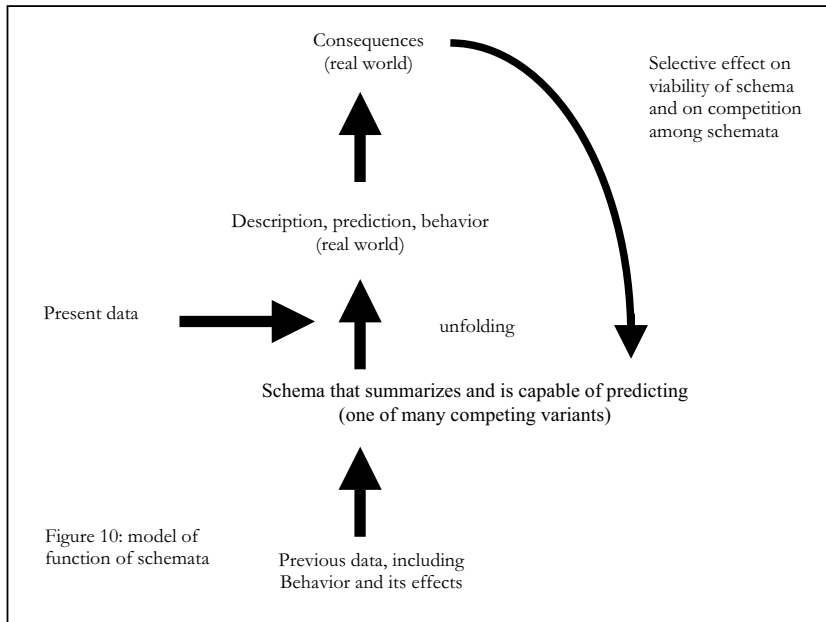 Consequences
(real world)
Selective effect on
viability of schema
and on competition
among schemata
Description, prediction, behavior
(real world)
Present data
unfolding
Schema that summarizes and is capable of predicting
(one of many competing variants)
Figure 10: model of
function of schemata
Previous data, including
Behavior and its effects